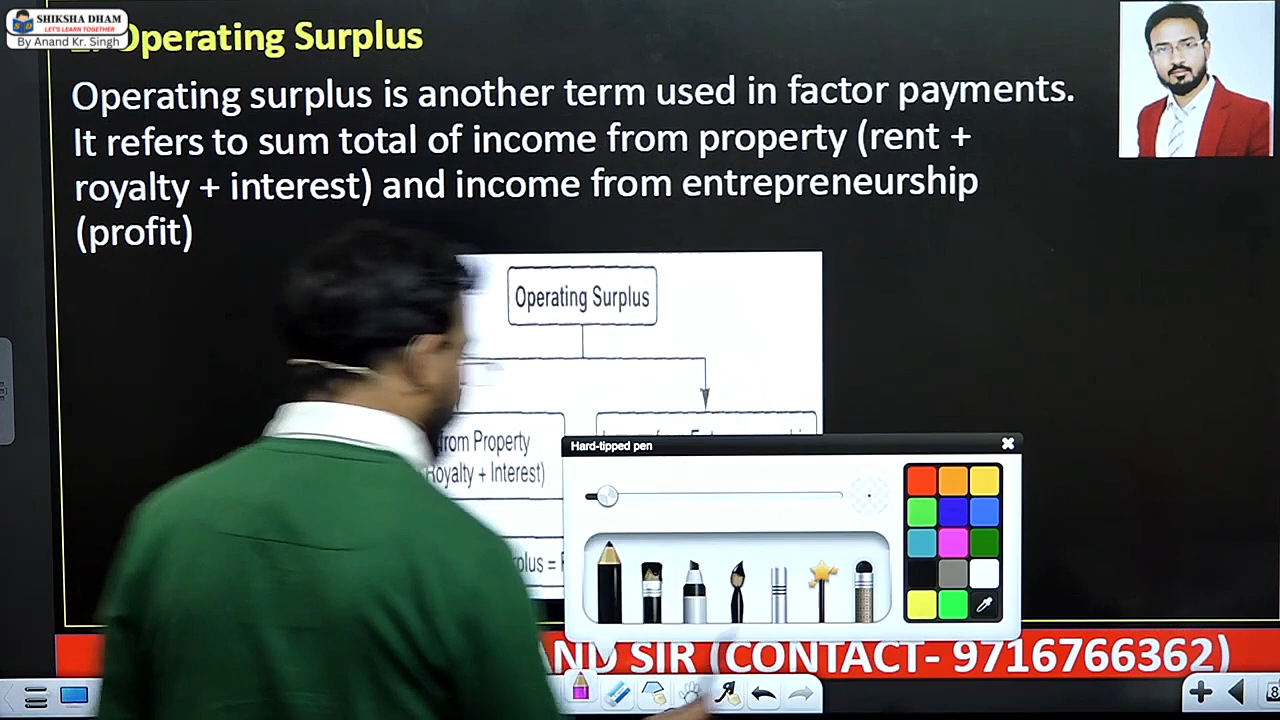 SHIKSHA DHAM
LET'S LEARN TOGETHER
By Anand Kr. Singh
Operating Surplus
Operating surplus is another term used in factor payments.
It refers to sum total of income from property (rent +
royalty + interest) and income from entrepreneurship
(profit)
Operating Surplus
from Property
Royalty + Interest)
Hard-tipped pen
SIR (CONTACT- 9716766362)